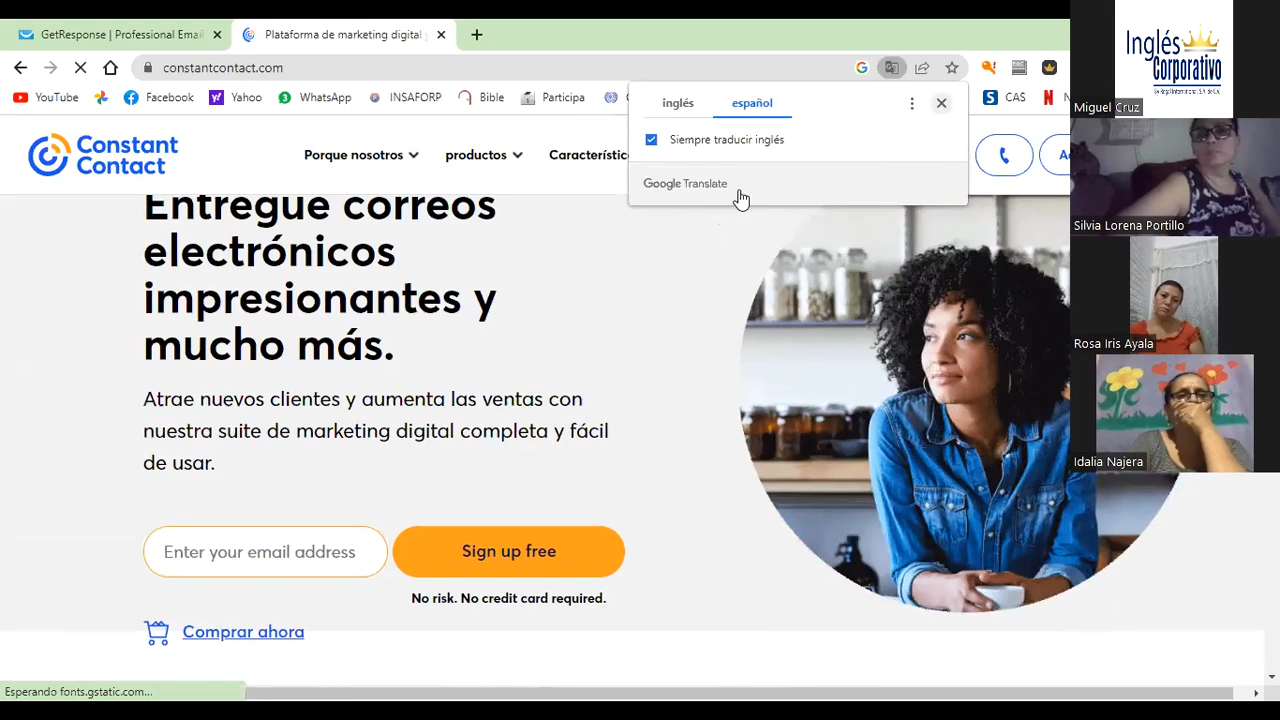 GetResponse | Professional Emai
Plataforma de marketing digital y
constantcontact.com
YouTube
Facebook
Yahoo
WhatsApp
INSAFORP
Bible
Participa
CAS
N
inglés
español
Siempre traducir inglés
Google Translate
Constant
Contact
Porque nosotros
productos
Característic
Entregue correos
electrónicos
impresionantes y
mucho más.
Atrae nuevos clientes y aumenta las ventas con
nuestra suite de marketing digital completa y fácil
de usar.
Enter your email address
Sign up free
No risk. No credit card required.
Comprar ahora
Esperando fonts.gstatic.com...
Inglés
Corporativo
Miguel Cruz
Silvia Lorena Portillo
Rosa Iris Ayala
Idalia Najera